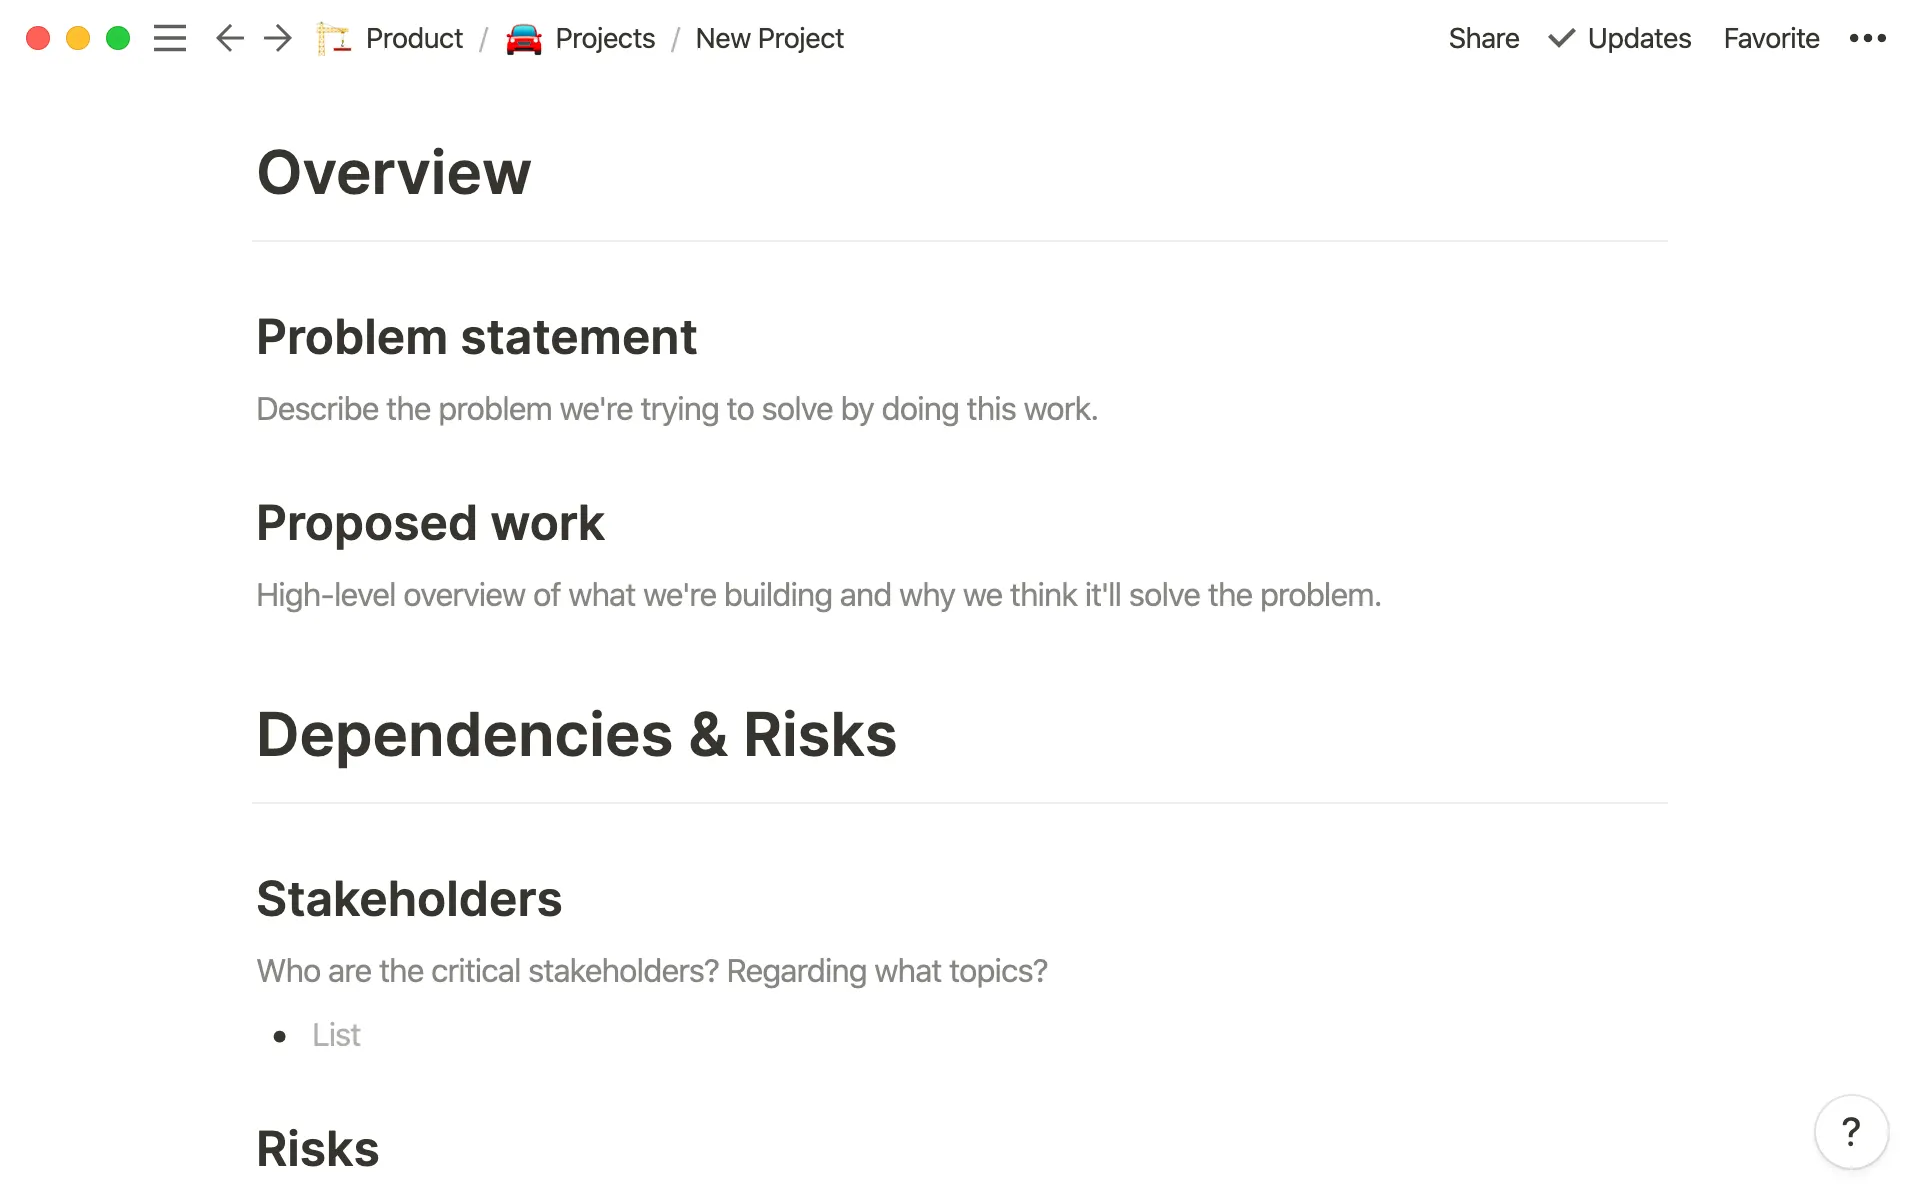 Product / Projects / New Project Share Updates Favorite
Overview
Problem statement
Describe the problem we're trying to solve by doing this work.
Proposed work
High-level overview of what we're building and why we think it'll solve the problem.
Dependencies & Risks
Stakeholders
Who are the critical stakeholders? Regarding what topics?
• List
Risks
?